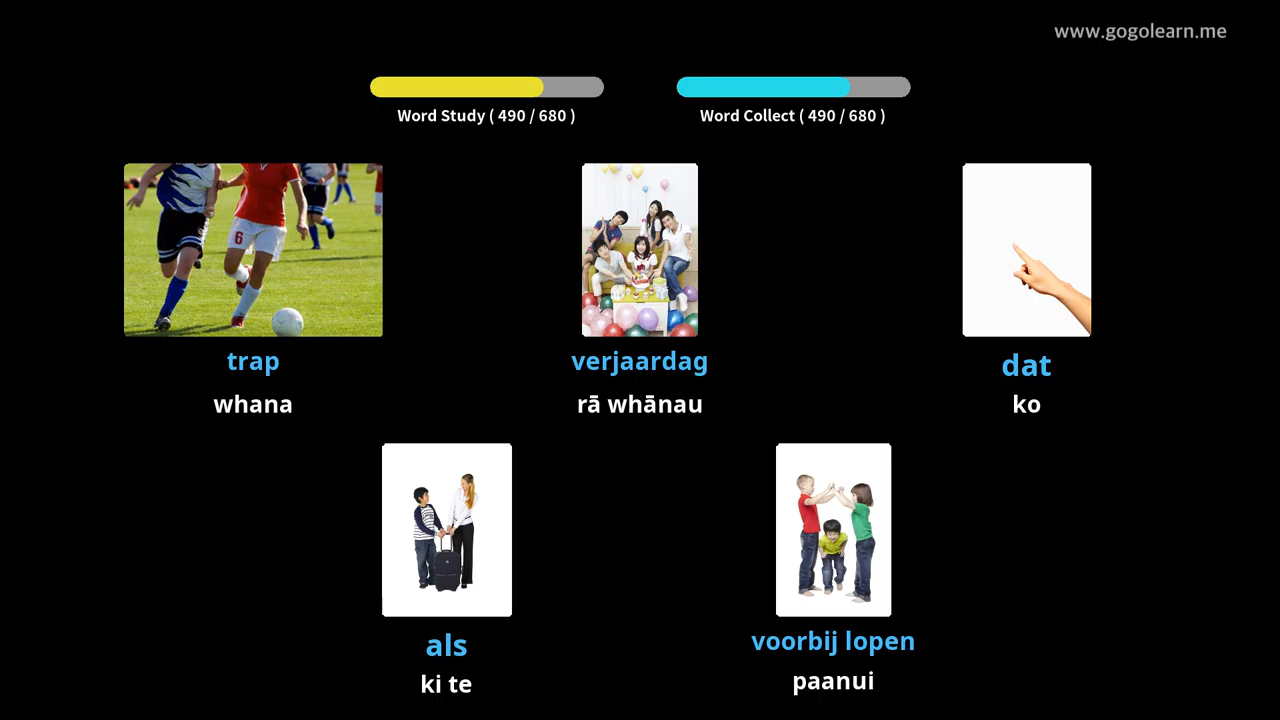 www.gogolearn.me
Word Study ( 490 / 680 )
Word Collect ( 490 / 680 )
trap
verjaardag
dat
whana
rā whānau
ko
6
als
voorbij lopen
ki te
paanui